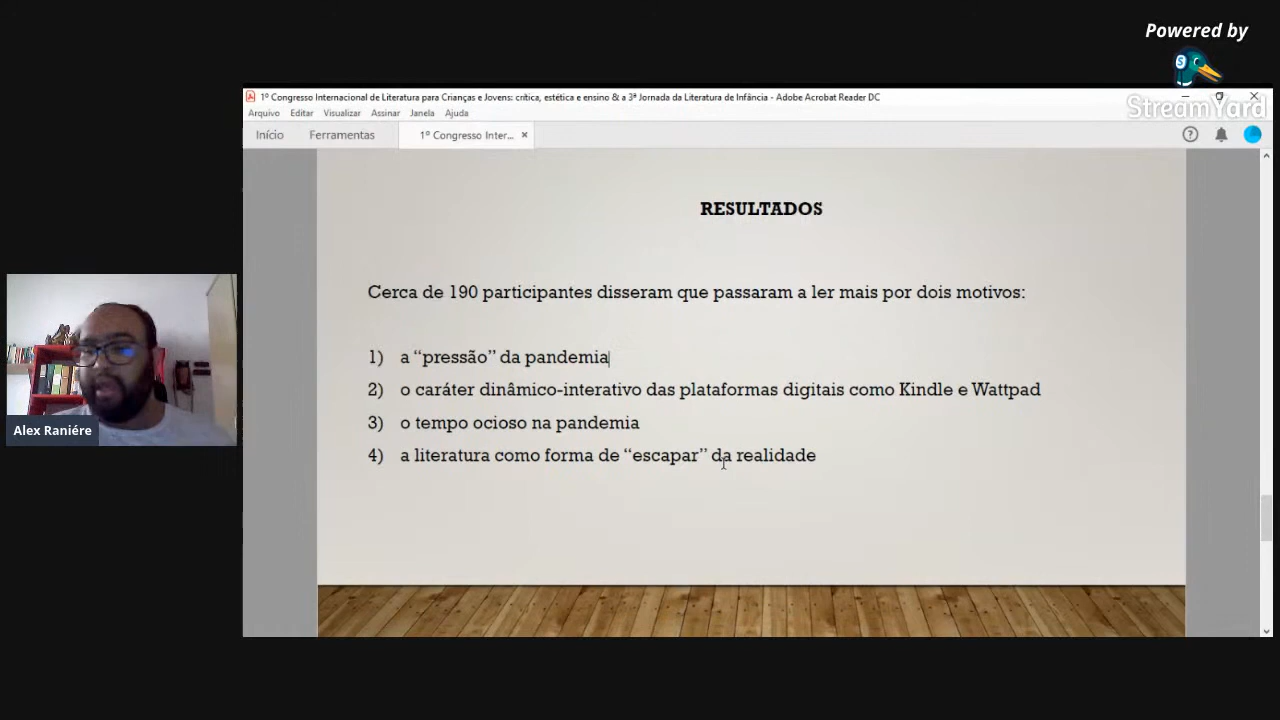 Powered by
StreamYard
1º Congresso Internacional de Literatura para Crianças e Jovens: crítica, estética e ensino & a 3ª Jornada da Literatura de Infância - Adobe Acrobat Reader DC
Arquivo Editar Visualizar Assinar Janela Ajuda
Início Ferramentas 1º Congresso Inter... ×
RESULTADOS
Cerca de 190 participantes disseram que passaram a ler mais por dois motivos:
1) a “pressão” da pandemia
2) o caráter dinâmico-interativo das plataformas digitais como Kindle e Wattpad
3) o tempo ocioso na pandemia
4) a literatura como forma de “escapar” da realidade
Alex Raniére